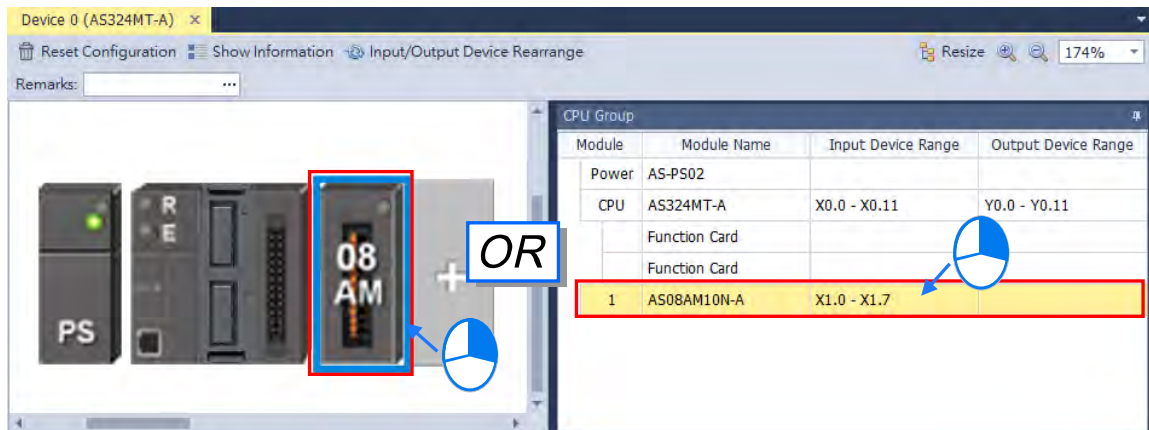 Device 0 (AS324MT-A) ×
Reset Configuration Show Information Input/Output Device Rearrange Resize 174%
Remarks: ...
CPU Group
Module Module Name Input Device Range Output Device Range
Power AS-PS02
CPU AS324MT-A X0.0 - X0.11 Y0.0 - Y0.11
Function Card
Function Card
1 AS08AM10N-A X1.0 - X1.7
PS
R
E
08
AM
+
OR